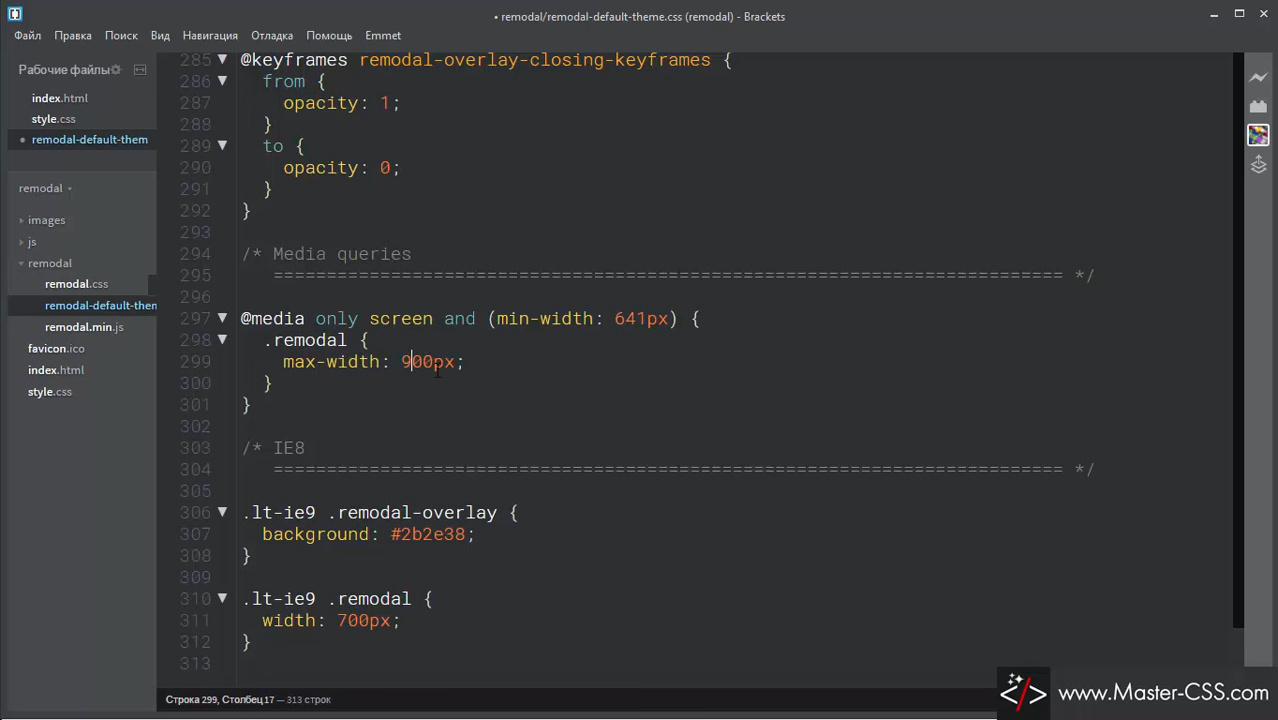 • remodal/remodal-default-theme.css (remodal) - Brackets
Файл Правка Поиск Вид Навигация Отладка Помощь Emmet
Рабочие файлы
index.html
style.css
• remodal-default-them
remodal
images
js
remodal
remodal.css
remodal-default-them
remodal.min.js
favicon.ico
index.html
style.css
285 @keyframes remodal-overlay-closing-keyframes {
286 from {
287 opacity: 1;
288 }
289 to {
290 opacity: 0;
291 }
292 }
293
294 /* Media queries
295 ========================================================================== */
296
297 @media only screen and (min-width: 641px) {
298 .remodal {
299 max-width: 900px;
300 }
301 }
302
303 /* IE8
304 ========================================================================== */
305
306 .lt-ie9 .remodal-overlay {
307 background: #2b2e38;
308 }
309
310 .lt-ie9 .remodal {
311 width: 700px;
312 }
313
Строка 299, Столбец 17 — 313 строк
</> www.Master-CSS.com